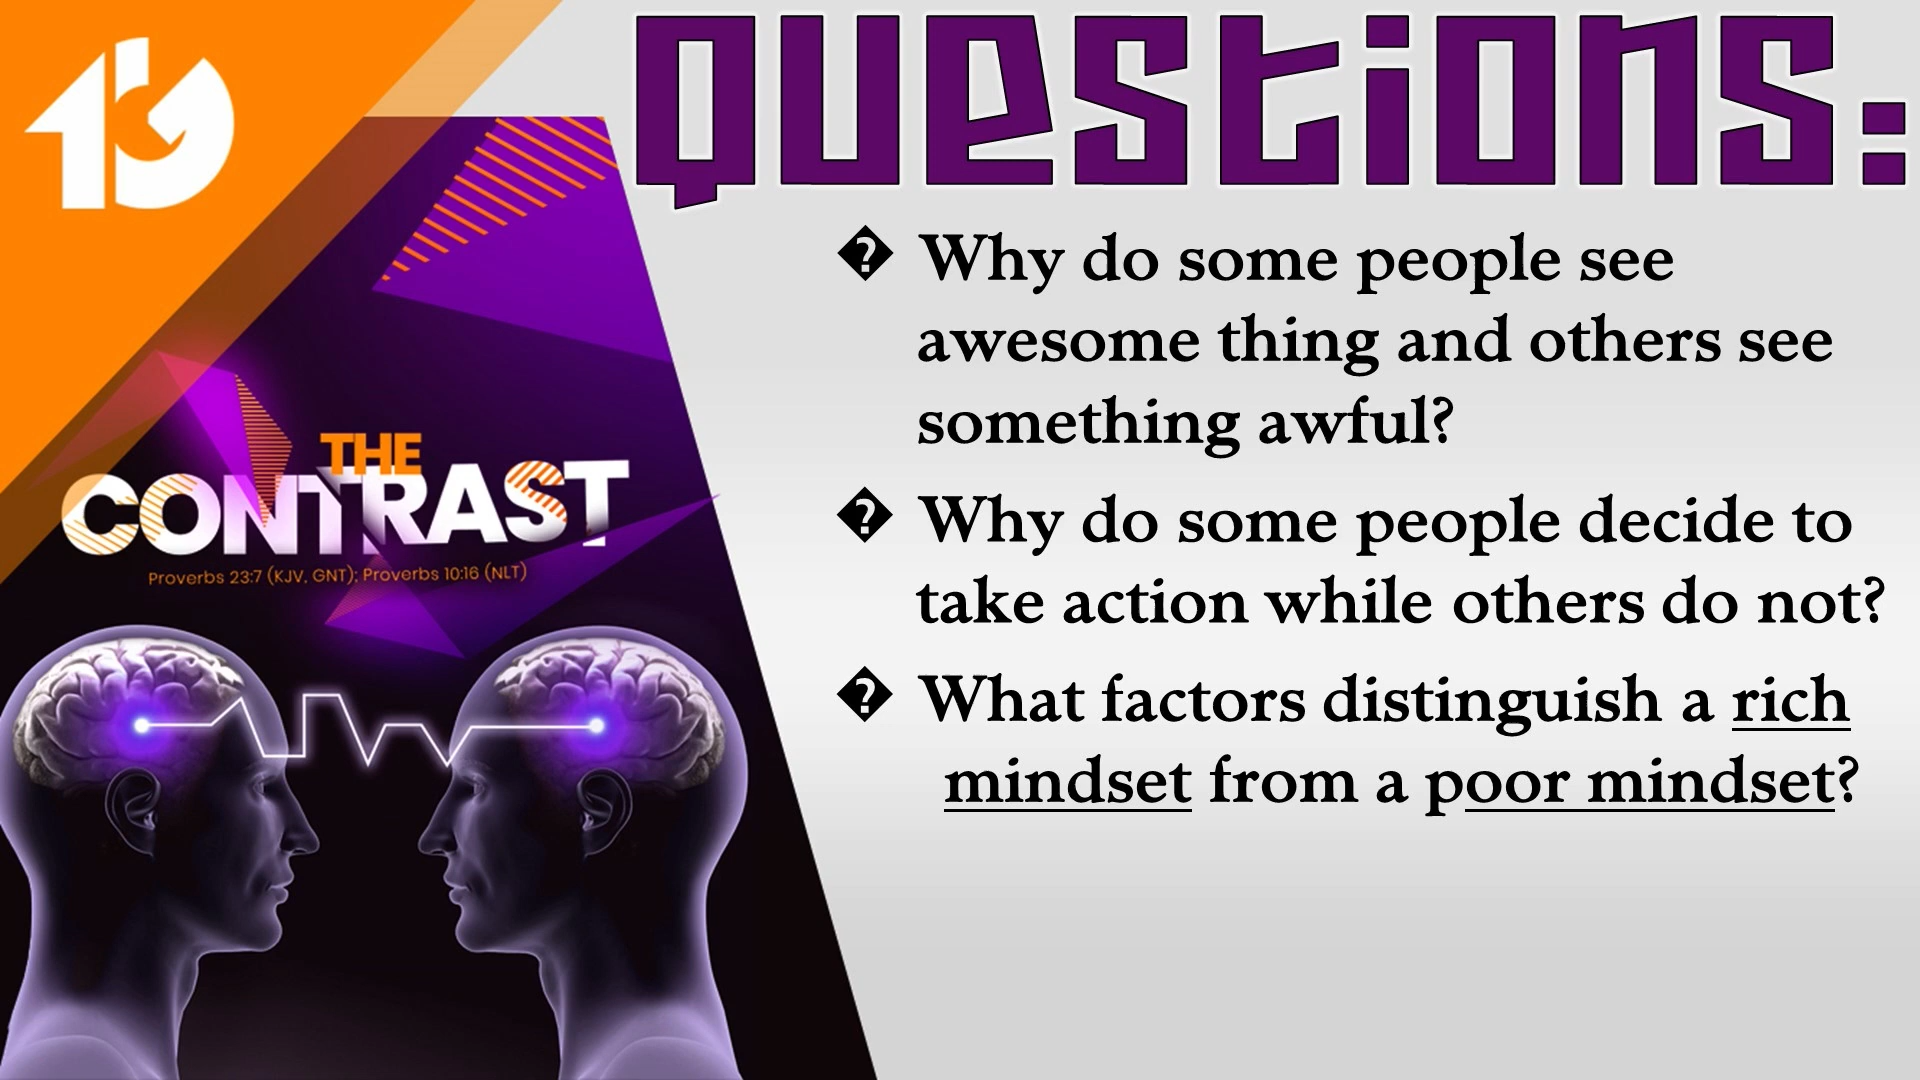 QUESTIONS:
� Why do some people see
awesome thing and others see
something awful?
� Why do some people decide to
take action while others do not?
� What factors distinguish a rich
mindset from a poor mindset?
THE
CONTRAST
Proverbs 23:7 (KJV, GNT); Proverbs 10:16 (NLT)